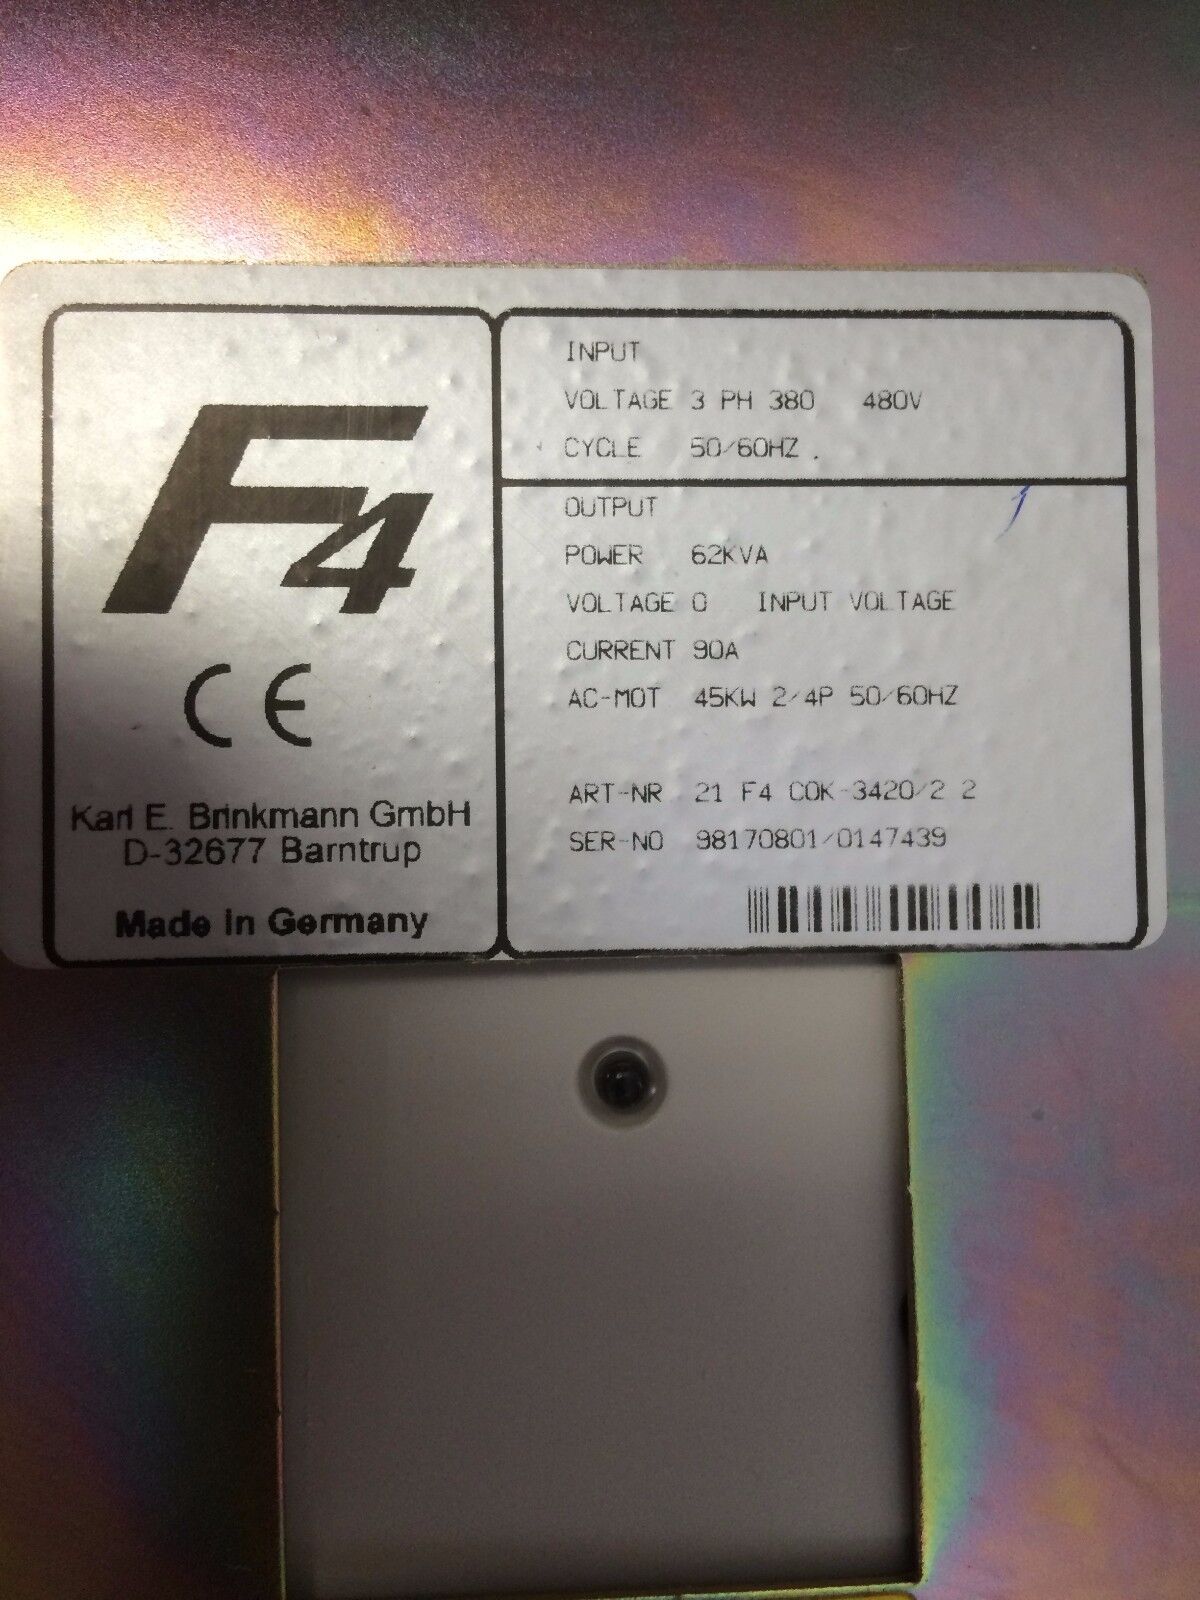 F4
CE
Karl E. Brinkmann GmbH
D-32677 Barntrup
Made in Germany
INPUT
VOLTAGE 3 PH 380 480V
CYCLE 50/60HZ
OUTPUT
POWER 62KVA
VOLTAGE 0 INPUT VOLTAGE
CURRENT 90A
AC-MOT 45KW 2/4P 50/60HZ
ART-NR 21 F4 C0K-3420/2 2
SER-NO 98170801/0147439